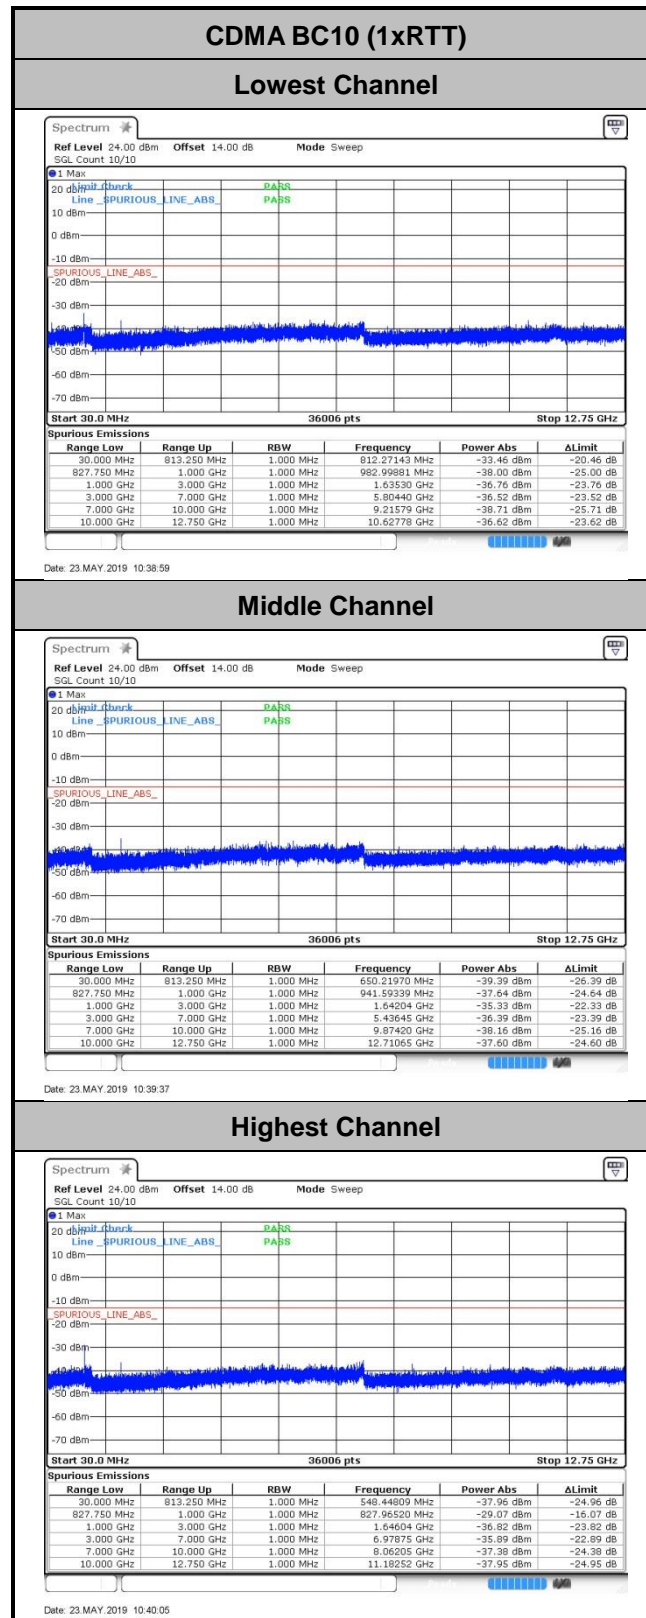 CDMA BC10 (1xRTT)
Lowest Channel
Spectrum
Ref Level 24.00 dBm Offset 14.00 dB Mode Sweep
SGL Count 10/10
1 Max
20 dBm Limit Check PASS
Line _SPURIOUS_LINE_ABS_ PASS
10 dBm
0 dBm
-10 dBm
_SPURIOUS_LINE_ABS_
-20 dBm
-30 dBm
-40 dBm
-50 dBm
-60 dBm
-70 dBm
Start 30.0 MHz 36006 pts Stop 12.75 GHz
Spurious Emissions
Range Low Range Up RBW Frequency Power Abs ΔLimit
30.000 MHz 813.250 MHz 1.000 MHz 812.27143 MHz -33.46 dBm -20.46 dB
827.750 MHz 1.000 GHz 1.000 MHz 982.99881 MHz -38.00 dBm -25.00 dB
1.000 GHz 3.000 GHz 1.000 MHz 1.63530 GHz -36.76 dBm -23.76 dB
3.000 GHz 7.000 GHz 1.000 MHz 5.80440 GHz -36.52 dBm -23.52 dB
7.000 GHz 10.000 GHz 1.000 MHz 9.21579 GHz -38.71 dBm -25.71 dB
10.000 GHz 12.750 GHz 1.000 MHz 10.62778 GHz -36.62 dBm -23.62 dB
Date: 23.MAY.2019 10:38:59
Middle Channel
Spectrum
Ref Level 24.00 dBm Offset 14.00 dB Mode Sweep
SGL Count 10/10
1 Max
20 dBm Limit Check PASS
Line _SPURIOUS_LINE_ABS_ PASS
10 dBm
0 dBm
-10 dBm
_SPURIOUS_LINE_ABS_
-20 dBm
-30 dBm
-40 dBm
-50 dBm
-60 dBm
-70 dBm
Start 30.0 MHz 36006 pts Stop 12.75 GHz
Spurious Emissions
Range Low Range Up RBW Frequency Power Abs ΔLimit
30.000 MHz 813.250 MHz 1.000 MHz 650.21970 MHz -39.39 dBm -26.39 dB
827.750 MHz 1.000 GHz 1.000 MHz 941.59339 MHz -37.64 dBm -24.64 dB
1.000 GHz 3.000 GHz 1.000 MHz 1.64204 GHz -35.33 dBm -22.33 dB
3.000 GHz 7.000 GHz 1.000 MHz 5.43645 GHz -36.39 dBm -23.39 dB
7.000 GHz 10.000 GHz 1.000 MHz 9.87420 GHz -38.16 dBm -25.16 dB
10.000 GHz 12.750 GHz 1.000 MHz 12.71065 GHz -37.60 dBm -24.60 dB
Date: 23.MAY.2019 10:39:37
Highest Channel
Spectrum
Ref Level 24.00 dBm Offset 14.00 dB Mode Sweep
SGL Count 10/10
1 Max
20 dBm Limit Check PASS
Line _SPURIOUS_LINE_ABS_ PASS
10 dBm
0 dBm
-10 dBm
_SPURIOUS_LINE_ABS_
-20 dBm
-30 dBm
-40 dBm
-50 dBm
-60 dBm
-70 dBm
Start 30.0 MHz 36006 pts Stop 12.75 GHz
Spurious Emissions
Range Low Range Up RBW Frequency Power Abs ΔLimit
30.000 MHz 813.250 MHz 1.000 MHz 548.44809 MHz -37.96 dBm -24.96 dB
827.750 MHz 1.000 GHz 1.000 MHz 827.96520 MHz -29.07 dBm -16.07 dB
1.000 GHz 3.000 GHz 1.000 MHz 1.64604 GHz -36.82 dBm -23.82 dB
3.000 GHz 7.000 GHz 1.000 MHz 6.97875 GHz -35.89 dBm -22.89 dB
7.000 GHz 10.000 GHz 1.000 MHz 8.06205 GHz -37.38 dBm -24.38 dB
10.000 GHz 12.750 GHz 1.000 MHz 11.18252 GHz -37.95 dBm -24.95 dB
Date: 23.MAY.2019 10:40:05